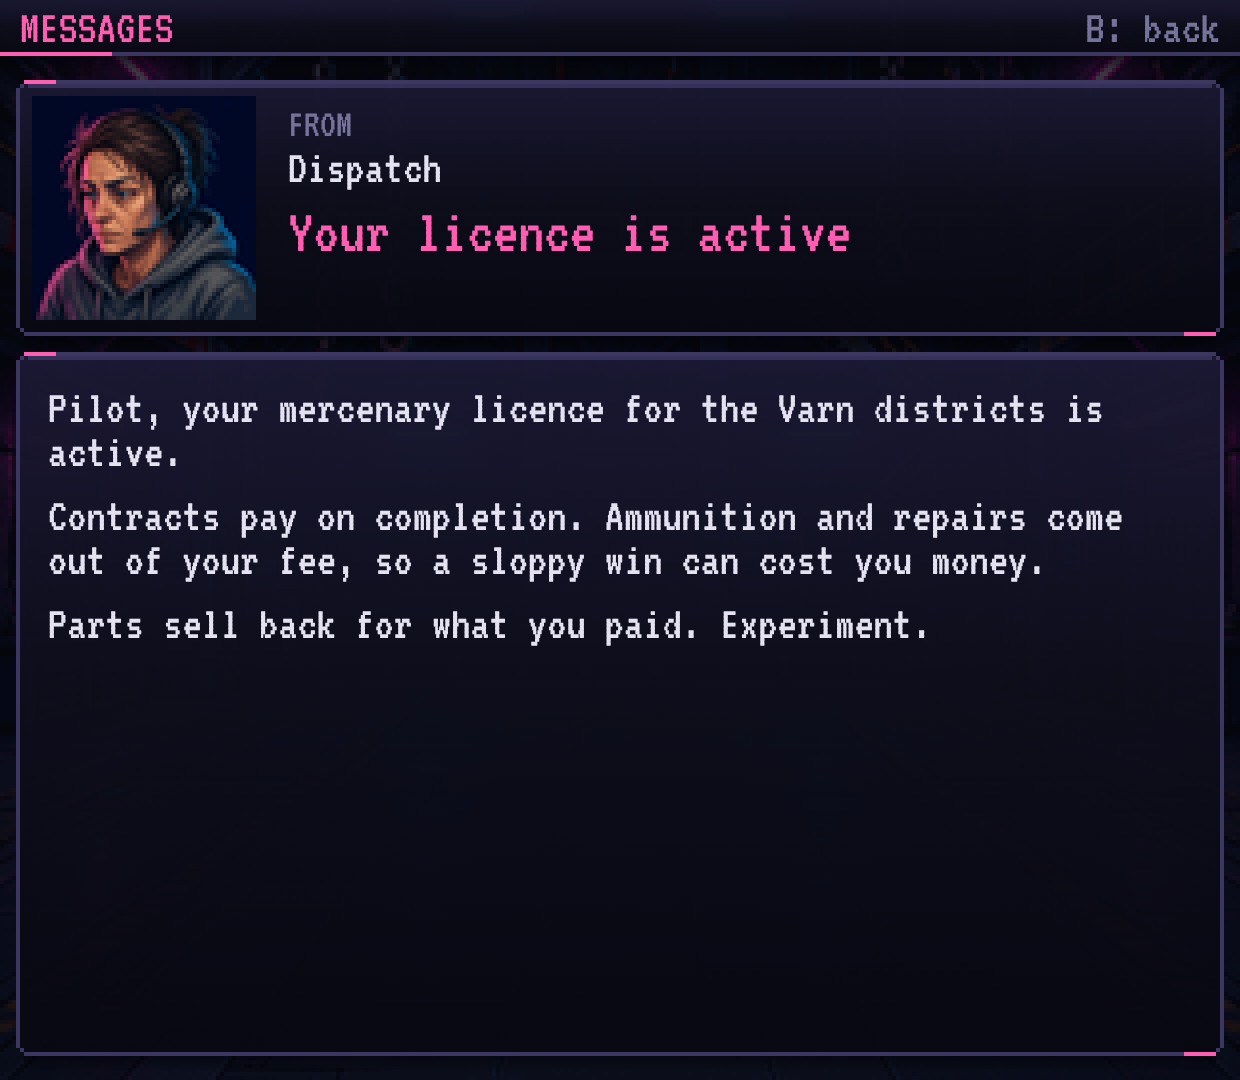 MESSAGES
B: back
FROM
Dispatch
Your licence is active
Pilot, your mercenary licence for the Varn districts is
active.
Contracts pay on completion. Ammunition and repairs come
out of your fee, so a sloppy win can cost you money.
Parts sell back for what you paid. Experiment.